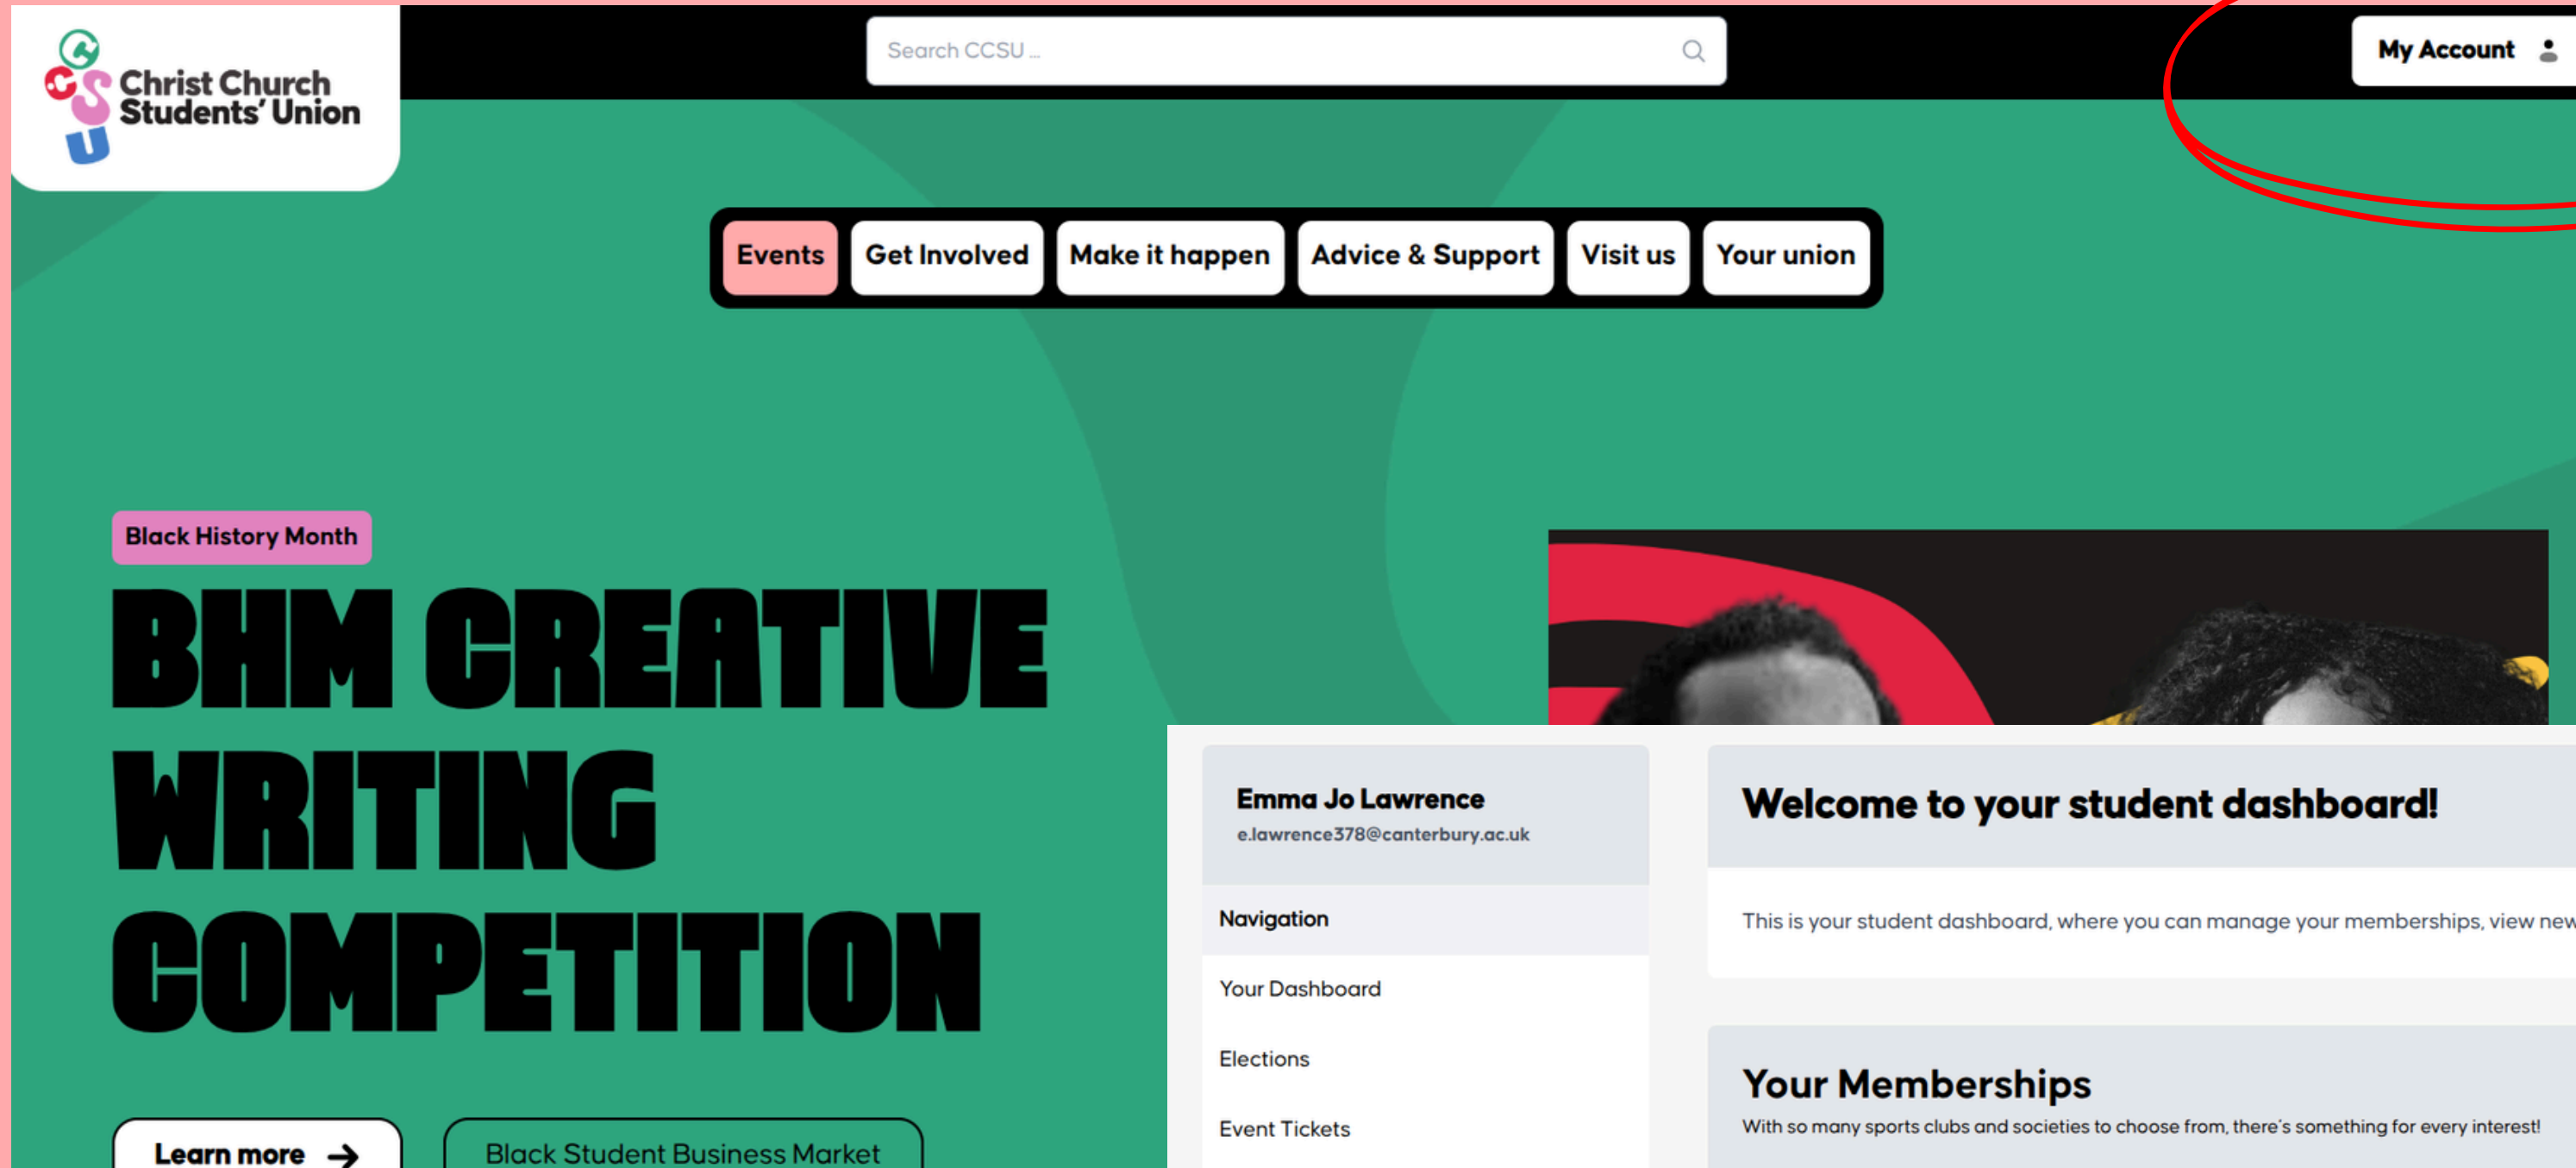 Christ Church
Students' Union
Search CCSU ...
My Account
Events
Get Involved
Make it happen
Advice & Support
Visit us
Your union
Black History Month
BHM CREATIVE
WRITING
COMPETITION
Learn more
Black Student Business Market
Emma Jo Lawrence
e.lawrence378@canterbury.ac.uk
Navigation
Your Dashboard
Elections
Event Tickets
Welcome to your student dashboard!
This is your student dashboard, where you can manage your memberships, view new
Your Memberships
With so many sports clubs and societies to choose from, there's something for every interest!